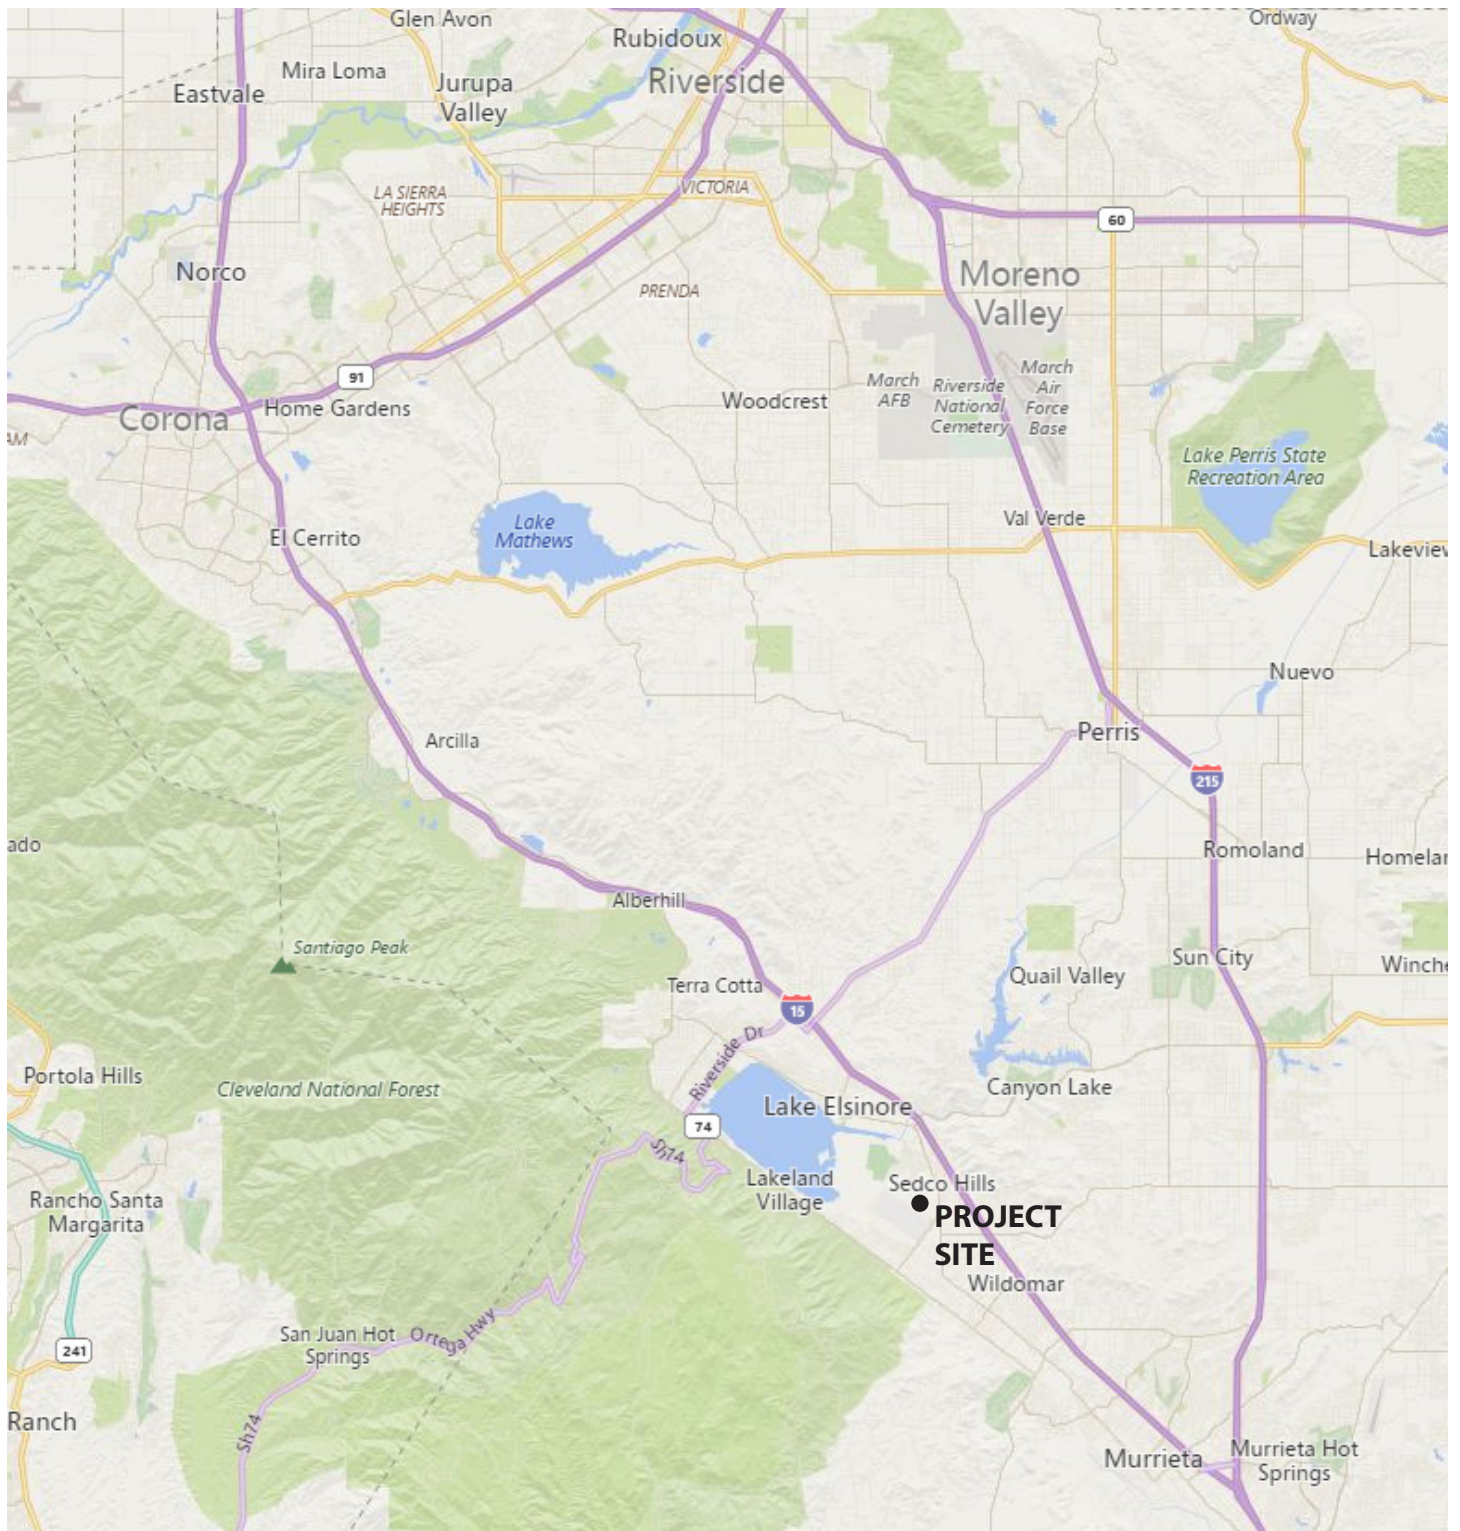 Glen Avon
Ordway
Rubidoux
Mira Loma
Riverside
Jurupa
Valley
Eastvale
LA SIERRA
HEIGHTS
VICTORIA
60
Norco
Moreno
Valley
PRENDA
91
March
AFB
Riverside
National
Cemetery
March
Air
Force
Base
Woodcrest
Home Gardens
Corona
AM
Lake Perris State
Recreation Area
Val Verde
Lake
Mathews
El Cerrito
Lakeview
Nuevo
Perris
Arcilla
215
ado
Romoland
Homelan
Alberhill
Santiago Peak
Sun City
Winche
Quail Valley
Terra Cotta
15
Riverside Dr
Portola Hills
Cleveland National Forest
Canyon Lake
Lake Elsinore
74
Sh74
Lakeland
Village
Sedco Hills
Rancho Santa
Margarita
PROJECT
SITE
Wildomar
San Juan Hot
Springs
Ortega Hwy
241
Ranch
Sh74
Murrieta
Murrieta Hot
Springs